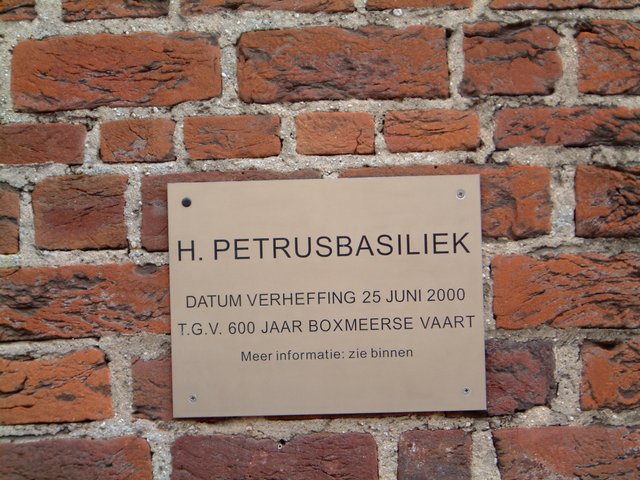 H. PETRUSBASILIEK
DATUM VERHEFFING 25 JUNI 2000
T.G.V. 600 JAAR BOXMEERSE VAART
Meer informatie: zie binnen